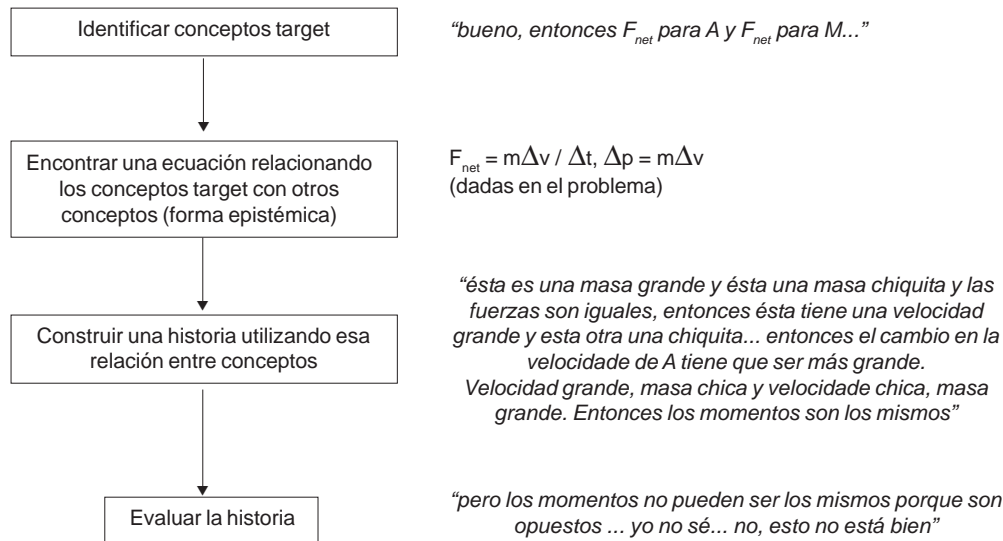 Identificar conceptos target
“bueno, entonces Fnet para A y Fnet para M...”
Encontrar una ecuación relacionando
los conceptos target con otros
conceptos (forma epistémica)
Fnet = mΔv / Δt, Δp = mΔv
(dadas en el problema)
Construir una historia utilizando esa
relación entre conceptos
“ésta es una masa grande y ésta una masa chiquita y las
fuerzas son iguales, entonces ésta tiene una velocidad
grande y esta otra una chiquita... entonces el cambio en la
velocidade de A tiene que ser más grande.
Velocidad grande, masa chica y velocidade chica, masa
grande. Entonces los momentos son los mismos”
Evaluar la historia
“pero los momentos no pueden ser los mismos porque son
opuestos ... yo no sé... no, esto no está bien”